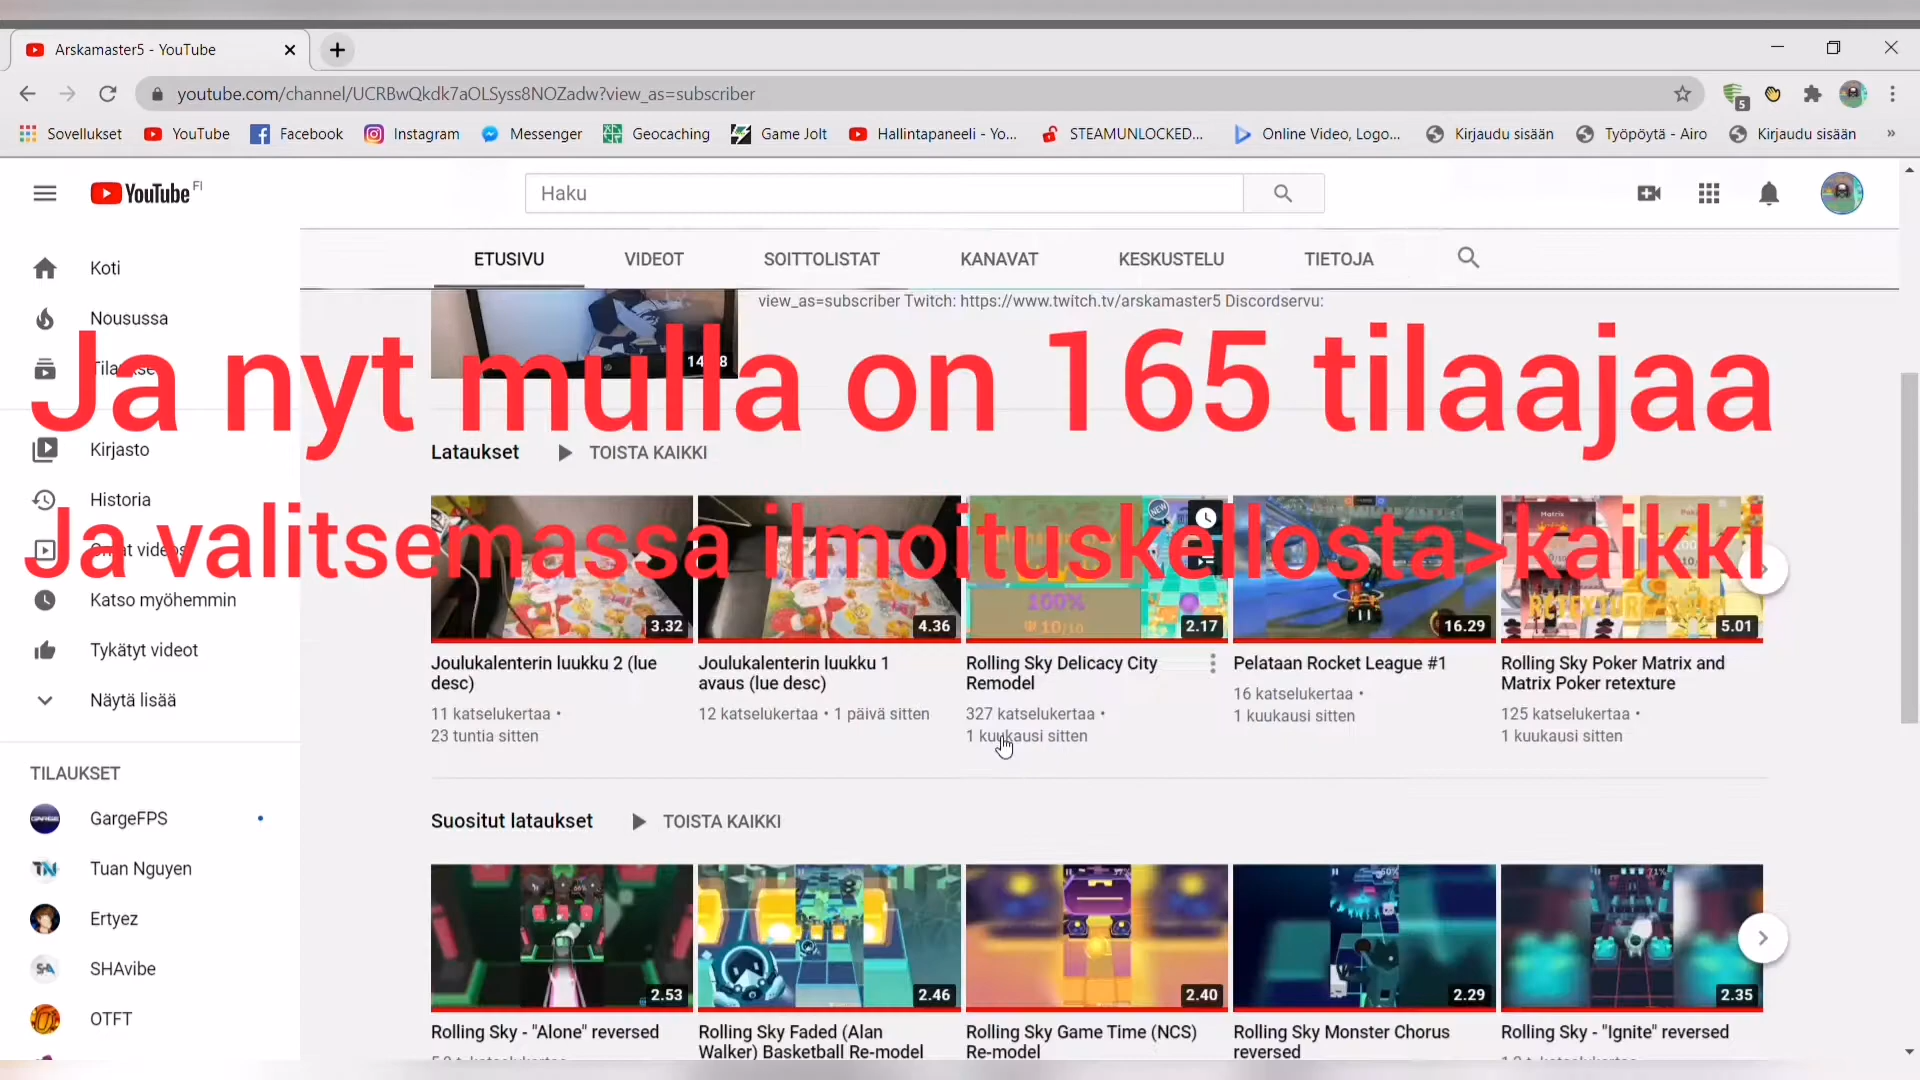 Arskamaster5 - YouTube
youtube.com/channel/UCRBwQkdk7aOLSyss8NOZadw?view_as=subscriber
5
Sovellukset YouTube Facebook Instagram Messenger Geocaching Game Jolt Hallintapaneeli - Yo... STEAMUNLOCKED... Online Video, Logo... Kirjaudu sisään Työpöytä - Airo Kirjaudu sisään »
YouTube FI
Haku
ETUSIVU VIDEOT SOITTOLISTAT KANAVAT KESKUSTELU TIETOJA
view_as=subscriber Twitch: https://www.twitch.tv/arskamaster5 Discordservu:
Koti
Nousussa
Ja nyt mulla on 165 tilaajaa
Kirjasto
Historia
Ja valitsemassa ilmoituskellosta>kaikki
Katso myöhemmin
Tykätyt videot
Näytä lisää
TILAUKSET
GargeFPS
Tuan Nguyen
Ertyez
SHAvibe
OTFT
Lataukset TOISTA KAIKKI
NEW
100%
10/10
3.32 4.36 2.17 16.29 5.01
Joulukalenterin luukku 2 (lue desc)
11 katselukertaa •
23 tuntia sitten
Joulukalenterin luukku 1 avaus (lue desc)
12 katselukertaa • 1 päivä sitten
Rolling Sky Delicacy City Remodel
327 katselukertaa •
1 kuukausi sitten
Pelataan Rocket League #1
16 katselukertaa •
1 kuukausi sitten
Rolling Sky Poker Matrix and Matrix Poker retexture
125 katselukertaa •
1 kuukausi sitten
Suositut lataukset TOISTA KAIKKI
2.53 2.46 2.40 2.29 2.35
Rolling Sky - "Alone" reversed
Rolling Sky Faded (Alan Walker) Basketball Re-model
Rolling Sky Game Time (NCS) Re-model
Rolling Sky Monster Chorus reversed
Rolling Sky - "Ignite" reversed